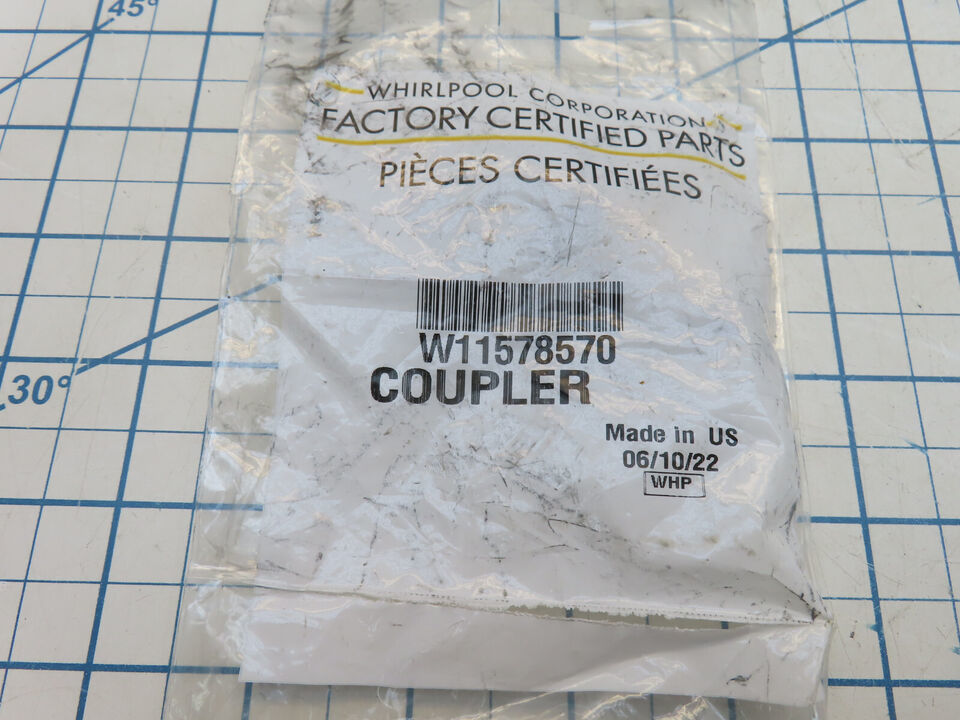 45°
WHIRLPOOL CORPORATION
FACTORY CERTIFIED PARTS
PIÈCES CERTIFIÉES
W11578570
COUPLER
30°
Made in US
06/10/22
WHP